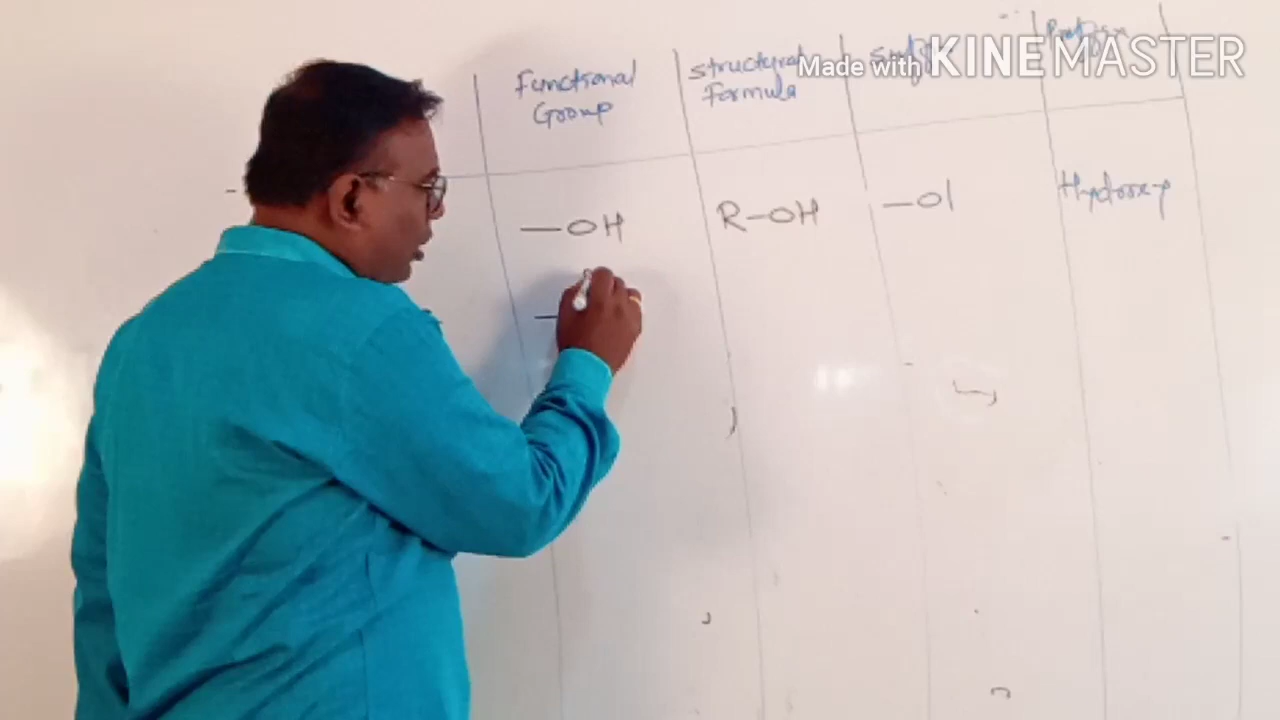 Functional Group
Structural Formula
Made with KINEMASTER
—OH
R—OH
—Ol
Hydroxy